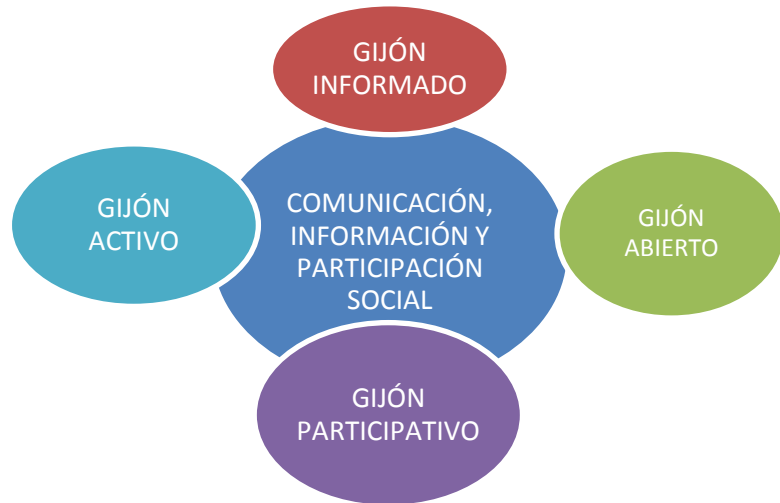 GIJÓN
INFORMADO
GIJÓN
ACTIVO
COMUNICACIÓN,
INFORMACIÓN Y
PARTICIPACIÓN
SOCIAL
GIJÓN
ABIERTO
GIJÓN
PARTICIPATIVO